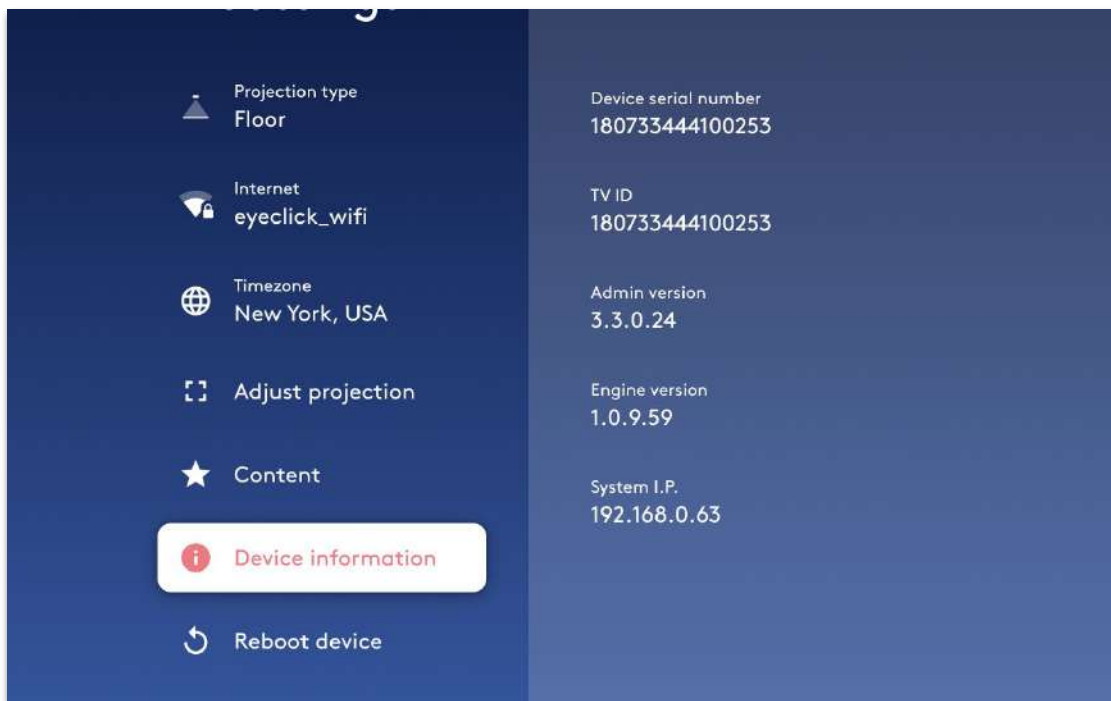 Projection type
Floor
Internet
eyeclick_wifi
Timezone
New York, USA
Adjust projection
Content
Device information
Reboot device
Device serial number
180733444100253
TV ID
180733444100253
Admin version
3.3.0.24
Engine version
1.0.9.59
System I.P.
192.168.0.63